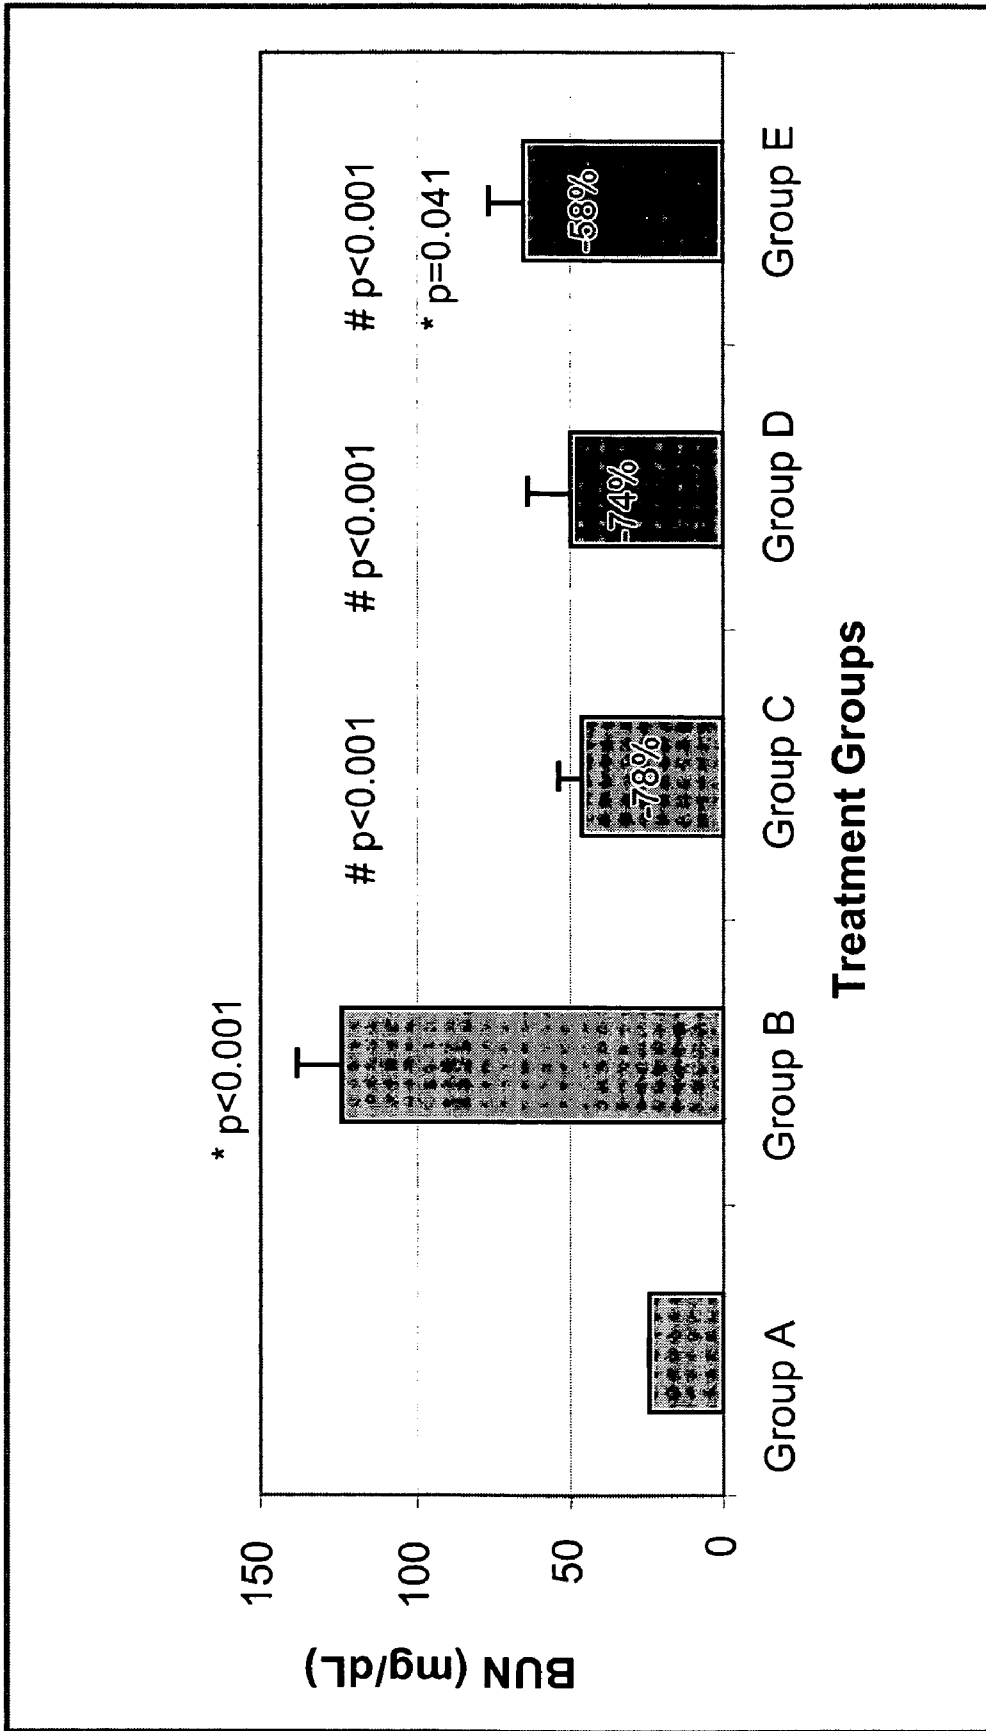 BUN (mg/dL)
150
100
50
0
* p<0.001
# p<0.001
# p<0.001
# p<0.001
* p=0.041
-78%
-74%
-58%
Group A
Group B
Group C
Group D
Group E
Treatment Groups